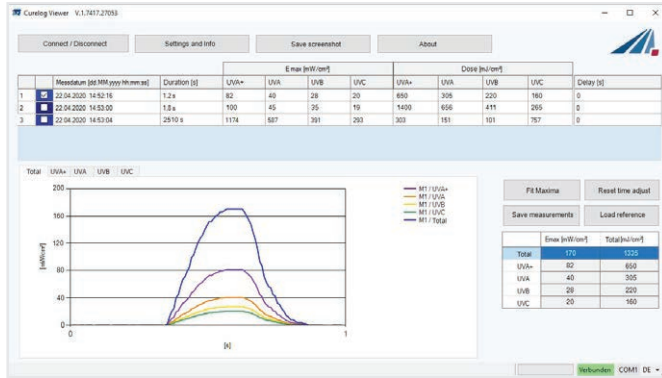 Curelog Viewer V.1.7417.27053
Connect / Disconnect Settings and Info Save screenshot About
E max [mW/cm²] Dose [mJ/cm²]
Messdatum [dd.MM.yyyy hh:mm:ss] Duration [s] UVA+ UVA UVB UVC UVA+ UVA UVB UVC Delay [s]
1 22.04.2020 14:52:16 1.2 s 82 40 28 20 650 305 220 160 0
2 22.04.2020 14:53:00 1.8 s 100 45 35 19 1400 656 411 265 0
3 22.04.2020 14:53:04 2510 s 1174 587 391 293 303 151 101 757 0
Total UVA+ UVA UVB UVC
200
160
120
80
40
0
[mW/cm²]
0 1
[s]
M1 / UVA+
M1 / UVA
M1 / UVB
M1 / UVC
M1 / Total
Fit Maxima Reset time adjust
Save measurements Load reference
Emax [mW/cm²] Total [mJ/cm²]
Total 170 1335
UVA+ 82 650
UVA 40 305
UVB 28 220
UVC 20 160
Verbunden COM1 DE